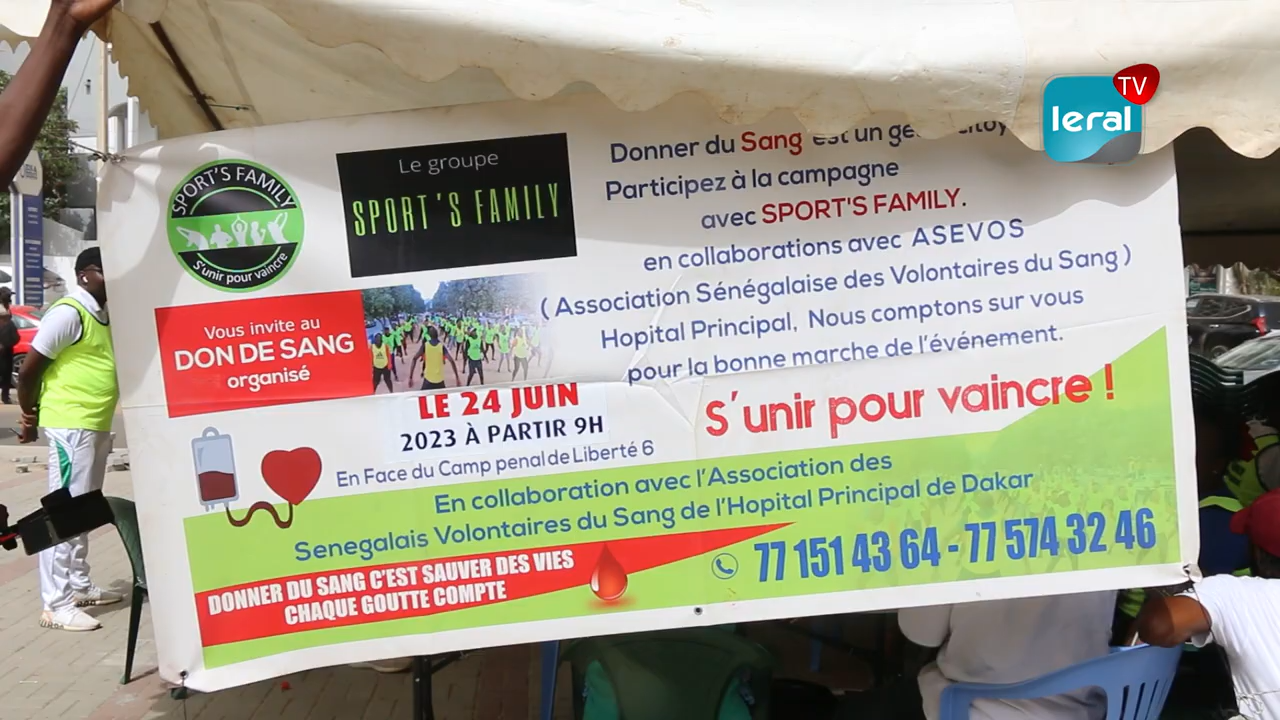 TV
leral
SPORT'S FAMILY
S'unir pour vaincre
Le groupe
SPORT'S FAMILY
Vous invite au
DON DE SANG
organisé
LE 24 JUIN
2023 À PARTIR 9H
En Face du Camp penal de Liberté 6
Donner du Sang est un
Participez à la campagne
avec SPORT'S FAMILY.
en collaborations avec ASEVOS
( Association Sénégalaise des Volontaires du Sang )
Hopital Principal, Nous comptons sur vous
pour la bonne marche de l'événement.
S'unir pour vaincre !
En collaboration avec l'Association des
Senegalais Volontaires du Sang de l'Hopital Principal de Dakar
DONNER DU SANG C'EST SAUVER DES VIES
CHAQUE GOUTTE COMPTE
77 151 43 64 - 77 574 32 46